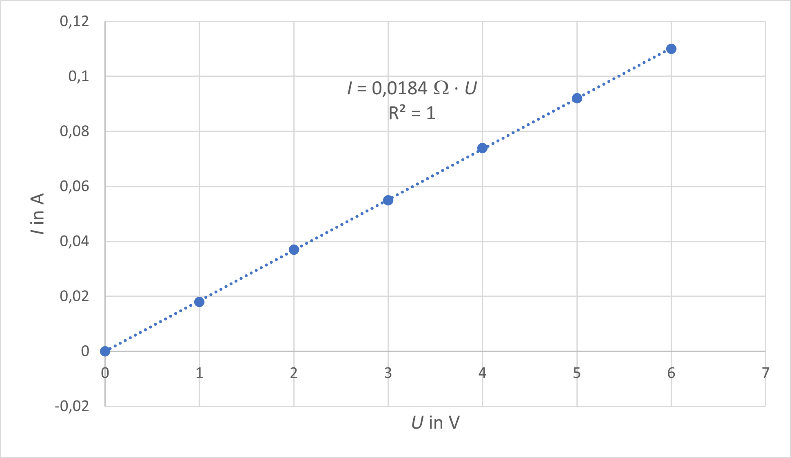 0,12
0,1
0,08
0,06
0,04
0,02
0
-0,02
I in A
I = 0,0184 Ω · U
R² = 1
0 1 2 3 4 5 6 7
U in V